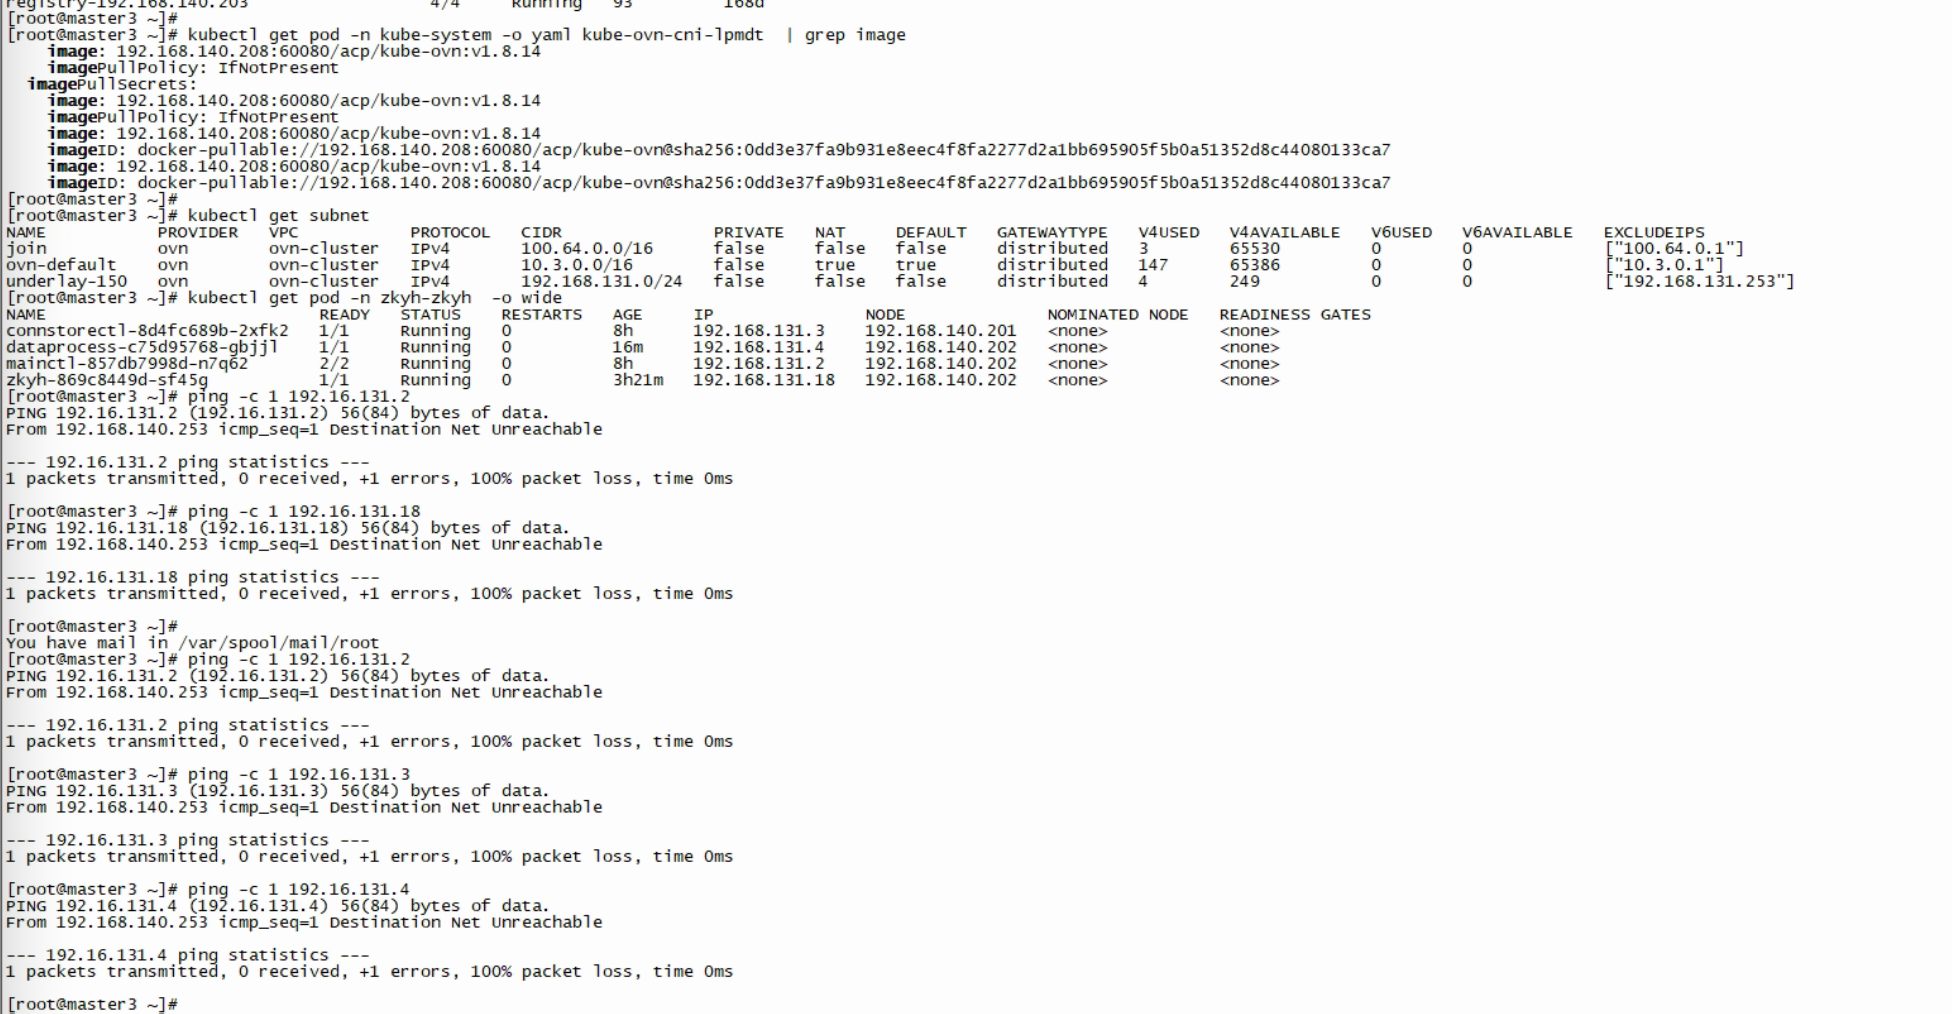 registry-192.168.140.203                  4/4     Running   93         168d
[root@master3 ~]#
[root@master3 ~]# kubectl get pod -n kube-system -o yaml kube-ovn-cni-lpmdt  | grep image
    image: 192.168.140.208:60080/acp/kube-ovn:v1.8.14
    imagePullPolicy: IfNotPresent
  imagePullSecrets:
    image: 192.168.140.208:60080/acp/kube-ovn:v1.8.14
    imagePullPolicy: IfNotPresent
    image: 192.168.140.208:60080/acp/kube-ovn:v1.8.14
    imageID: docker-pullable://192.168.140.208:60080/acp/kube-ovn@sha256:0dd3e37fa9b931e8eec4f8fa2277d2a1bb695905f5b0a51352d8c44080133ca7
    image: 192.168.140.208:60080/acp/kube-ovn:v1.8.14
    imageID: docker-pullable://192.168.140.208:60080/acp/kube-ovn@sha256:0dd3e37fa9b931e8eec4f8fa2277d2a1bb695905f5b0a51352d8c44080133ca7
[root@master3 ~]#
[root@master3 ~]# kubectl get subnet
NAME           PROVIDER   VPC           PROTOCOL   CIDR               PRIVATE   NAT     DEFAULT   GATEWAYTYPE   V4USED   V4AVAILABLE   V6USED   V6AVAILABLE   EXCLUDEIPS
join           ovn        ovn-cluster   IPv4       100.64.0.0/16      false     false   false     distributed   3        65530         0        0             ["100.64.0.1"]
ovn-default    ovn        ovn-cluster   IPv4       10.3.0.0/16        false     true    true      distributed   147      65386         0        0             ["10.3.0.1"]
underlay-150   ovn        ovn-cluster   IPv4       192.168.131.0/24   false     false   false     distributed   4        249           0        0             ["192.168.131.253"]
[root@master3 ~]# kubectl get pod -n zkyh-zkyh  -o wide
NAME                           READY   STATUS    RESTARTS   AGE     IP               NODE              NOMINATED NODE   READINESS GATES
connstorectl-8d4fc689b-2xfk2   1/1     Running   0          8h      192.168.131.3    192.168.140.201   <none>           <none>
dataprocess-c75d95768-gbjjl    1/1     Running   0          16m     192.168.131.4    192.168.140.202   <none>           <none>
mainctl-857db7998d-n7q62       2/2     Running   0          8h      192.168.131.2    192.168.140.202   <none>           <none>
zkyh-869c8449d-sf45g           1/1     Running   0          3h21m   192.168.131.18   192.168.140.202   <none>           <none>
[root@master3 ~]# ping -c 1 192.16.131.2
PING 192.16.131.2 (192.16.131.2) 56(84) bytes of data.
From 192.168.140.253 icmp_seq=1 Destination Net Unreachable

--- 192.16.131.2 ping statistics ---
1 packets transmitted, 0 received, +1 errors, 100% packet loss, time 0ms

[root@master3 ~]# ping -c 1 192.16.131.18
PING 192.16.131.18 (192.16.131.18) 56(84) bytes of data.
From 192.168.140.253 icmp_seq=1 Destination Net Unreachable

--- 192.16.131.18 ping statistics ---
1 packets transmitted, 0 received, +1 errors, 100% packet loss, time 0ms

[root@master3 ~]#
You have mail in /var/spool/mail/root
[root@master3 ~]# ping -c 1 192.16.131.2
PING 192.16.131.2 (192.16.131.2) 56(84) bytes of data.
From 192.168.140.253 icmp_seq=1 Destination Net Unreachable

--- 192.16.131.2 ping statistics ---
1 packets transmitted, 0 received, +1 errors, 100% packet loss, time 0ms

[root@master3 ~]# ping -c 1 192.16.131.3
PING 192.16.131.3 (192.16.131.3) 56(84) bytes of data.
From 192.168.140.253 icmp_seq=1 Destination Net Unreachable

--- 192.16.131.3 ping statistics ---
1 packets transmitted, 0 received, +1 errors, 100% packet loss, time 0ms

[root@master3 ~]# ping -c 1 192.16.131.4
PING 192.16.131.4 (192.16.131.4) 56(84) bytes of data.
From 192.168.140.253 icmp_seq=1 Destination Net Unreachable

--- 192.16.131.4 ping statistics ---
1 packets transmitted, 0 received, +1 errors, 100% packet loss, time 0ms

[root@master3 ~]#